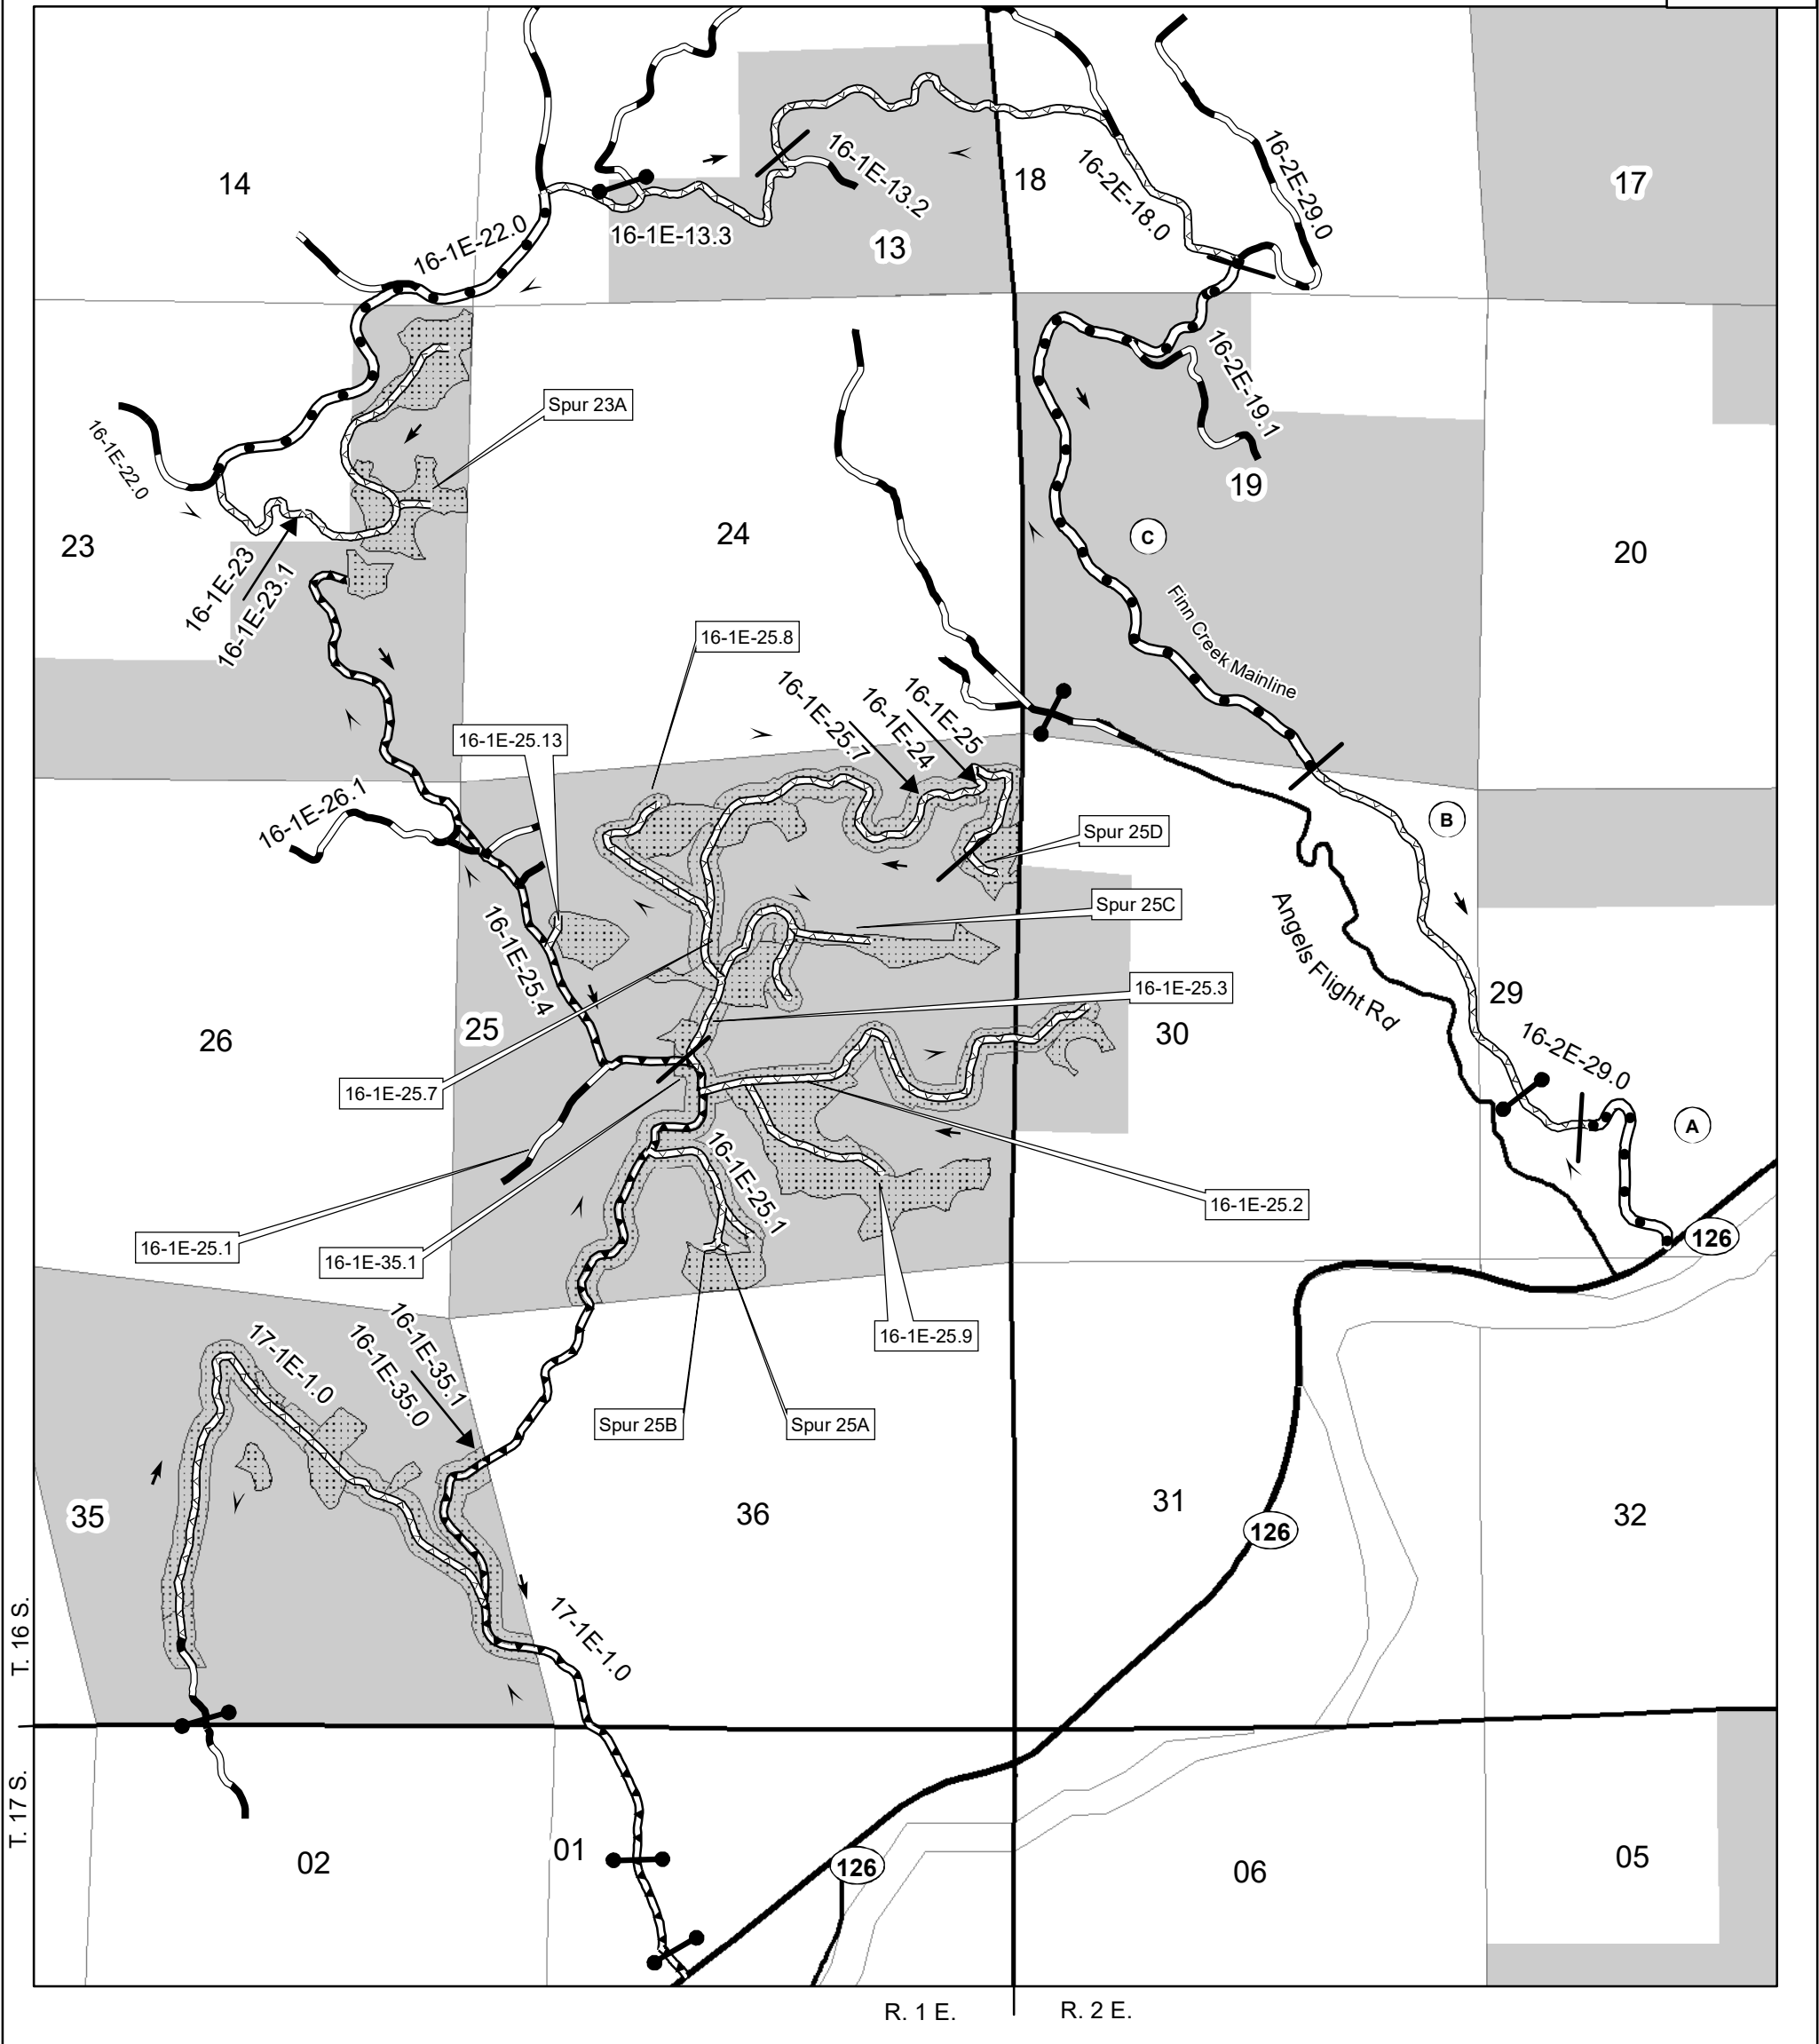 14
16-1E-22.0
16-1E-13.3
16-1E-13.2
13
18
16-2E-18.0
16-2E-29.0
17
Spur 23A
16-1E-22.0
23
16-1E-23
16-1E-23.1
24
16-2E-19.1
19
C
20
Finn Creek Mainline
16-1E-25.8
16-1E-25.13
16-1E-25.7
16-1E-24
16-1E-25
16-1E-26.1
B
Spur 25D
Spur 25C
Angels Flight Rd
16-1E-25.4
16-1E-25.3
29
26
25
30
16-2E-29.0
16-1E-25.7
A
16-1E-25.1
16-1E-25.2
16-1E-25.1
16-1E-35.1
126
16-1E-25.9
17-1E-1.0
16-1E-35.1
16-1E-35.0
Spur 25B
Spur 25A
35
36
31
126
32
T. 16 S.
17-1E-1.0
T. 17 S.
02
01
126
06
05
R. 1 E.
R. 2 E.